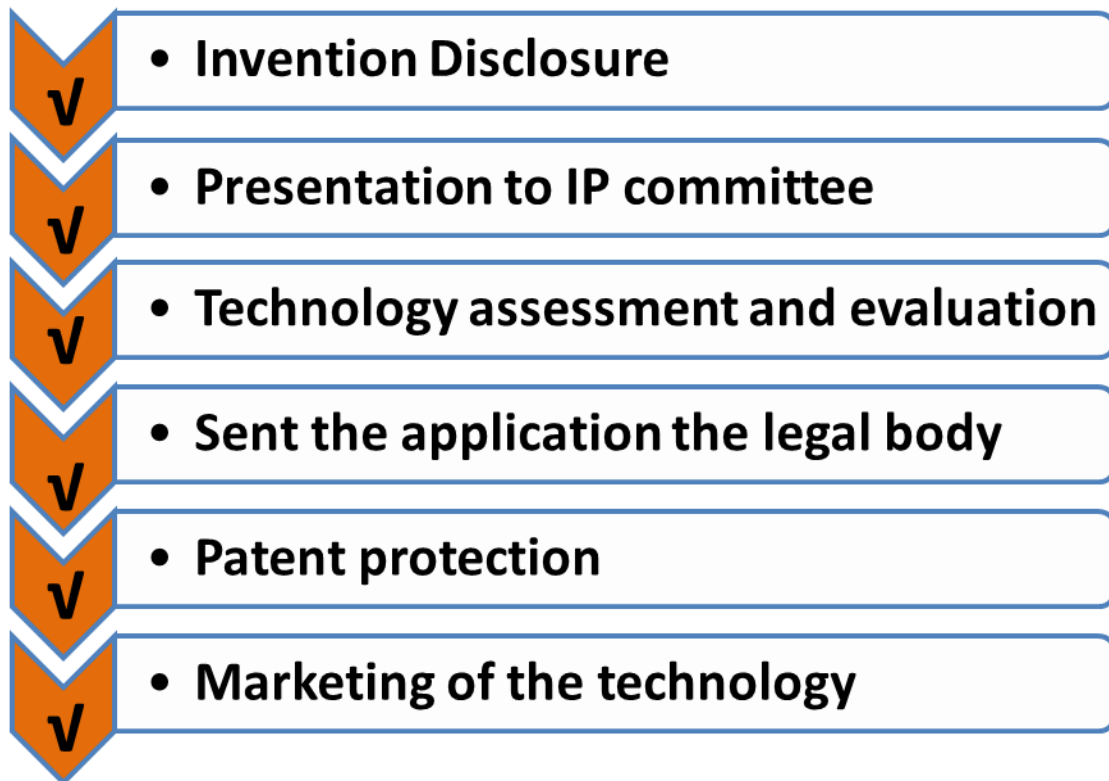 √ • Invention Disclosure
√ • Presentation to IP committee
√ • Technology assessment and evaluation
√ • Sent the application the legal body
√ • Patent protection
√ • Marketing of the technology